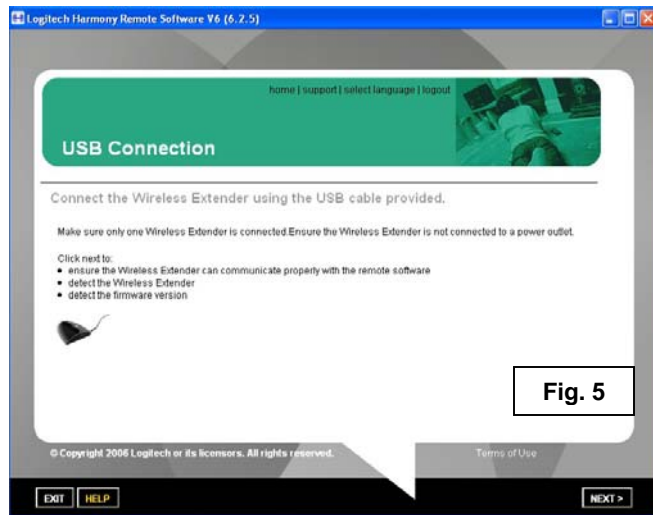 Logitech Harmony Remote Software V6 (6.2.5)
home | support | select language | logout
USB Connection
Connect the Wireless Extender using the USB cable provided.
Make sure only one Wireless Extender is connected.Ensure the Wireless Extender is not connected to a power outlet.
Click next to:
• ensure the Wireless Extender can communicate properly with the remote software
• detect the Wireless Extender
• detect the firmware version
Fig. 5
© Copyright 2006 Logitech or its licensors. All rights reserved. Terms of Use
EXIT HELP NEXT >